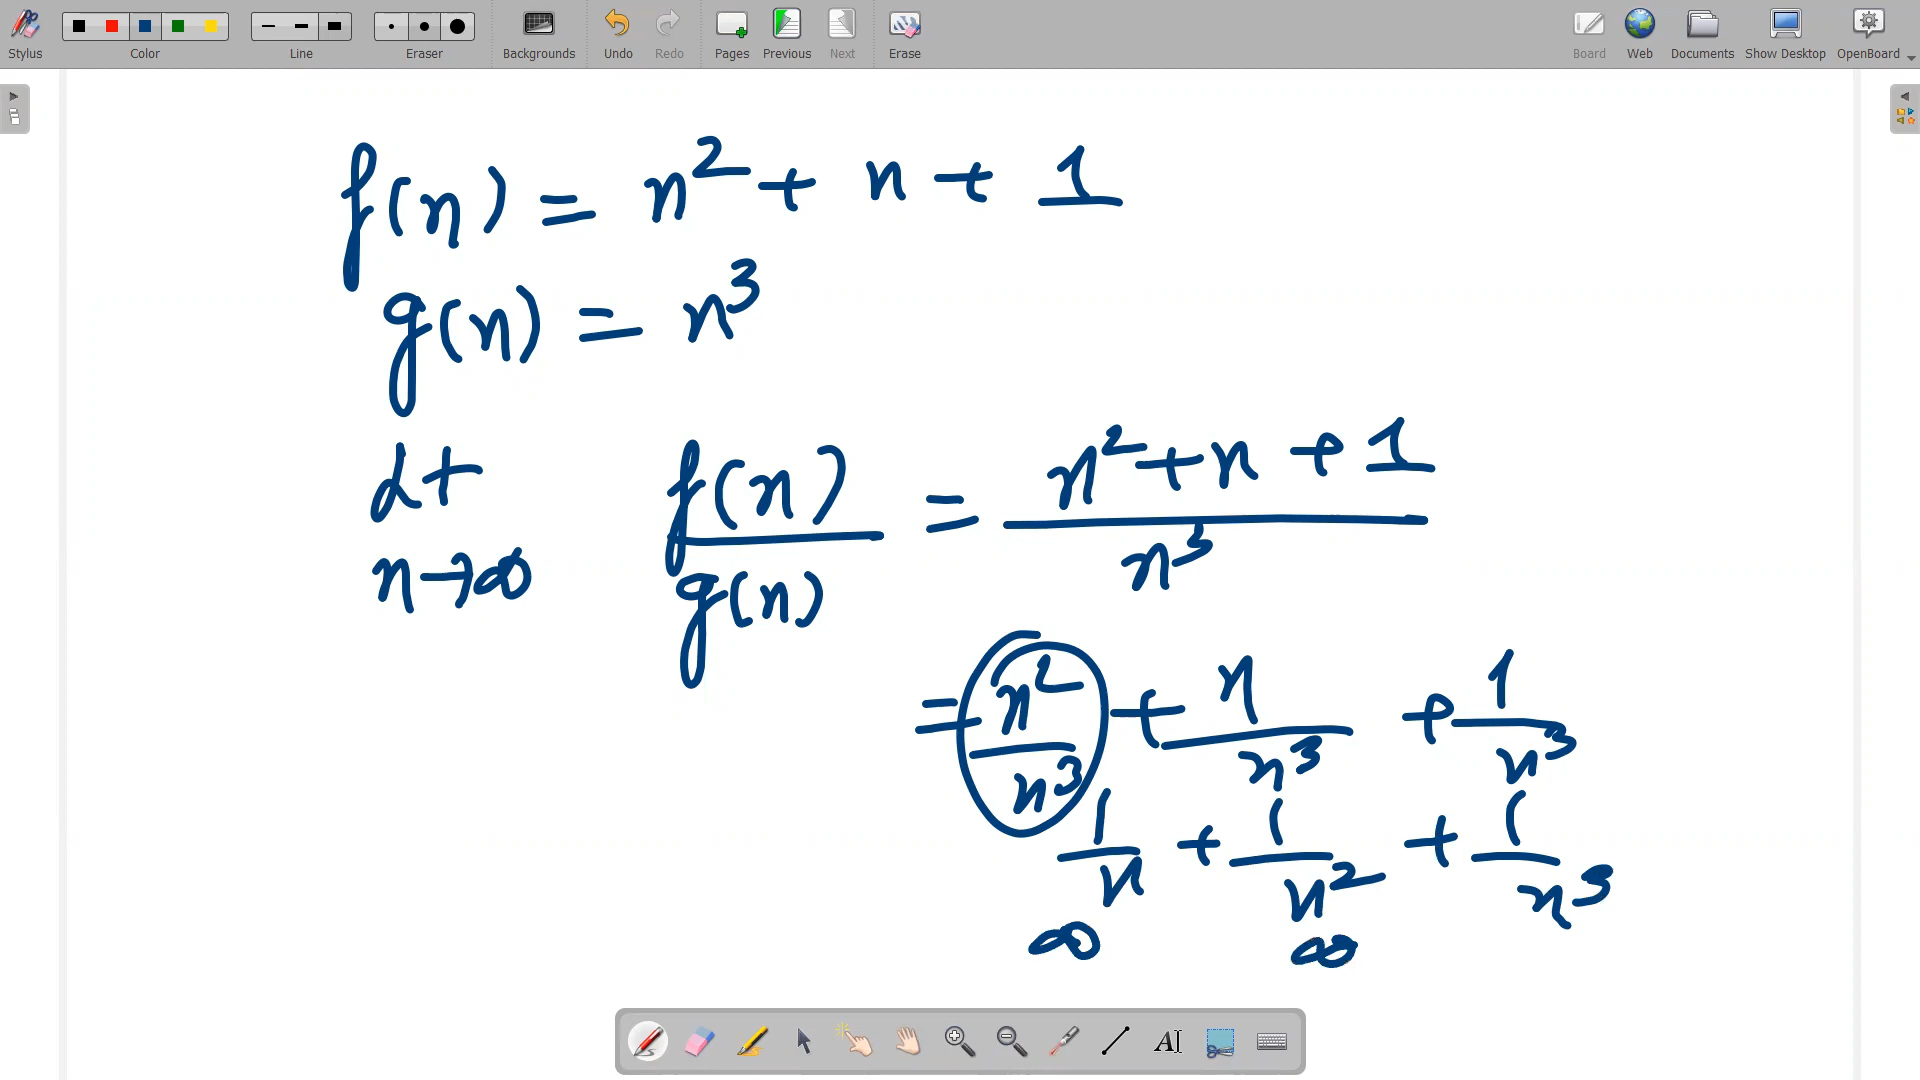 Stylus Color Line Eraser Backgrounds Undo Redo Pages Previous Next Erase Board Web Documents Show Desktop OpenBoard
f(n) = n² + n + 1
g(n) = n³
Lt f(n) = n² + n + 1
n→∞ g(n) n³
= n² + n + 1
n³ n³ n³
1 + 1 + 1
n n² n³
∞ ∞